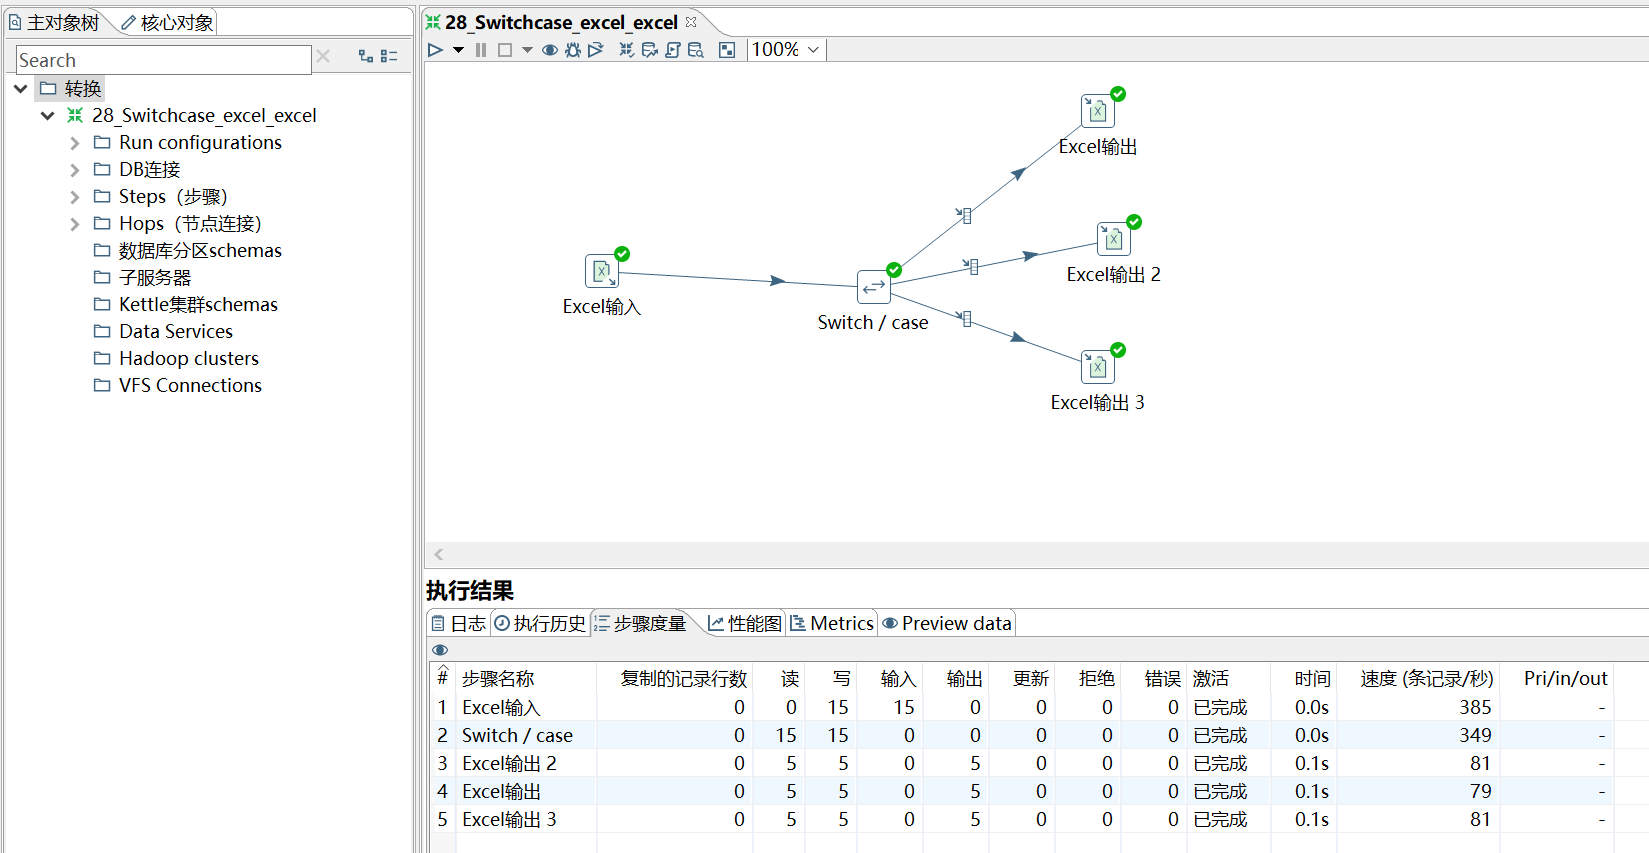 主对象树 核心对象
Search
转换
28_Switchcase_excel_excel
Run configurations
DB连接
Steps（步骤）
Hops（节点连接）
数据库分区schemas
子服务器
Kettle集群schemas
Data Services
Hadoop clusters
VFS Connections
28_Switchcase_excel_excel
100%
Excel输出
Excel输出 2
Excel输入
Switch / case
Excel输出 3
执行结果
日志 执行历史 步骤度量 性能图 Metrics Preview data
# 步骤名称 复制的记录行数 读 写 输入 输出 更新 拒绝 错误 激活 时间 速度 (条记录/秒) Pri/in/out
1 Excel输入 0 0 15 15 0 0 0 0 已完成 0.0s 385 -
2 Switch / case 0 15 15 0 0 0 0 0 已完成 0.0s 349 -
3 Excel输出 2 0 5 5 0 5 0 0 0 已完成 0.1s 81 -
4 Excel输出 0 5 5 0 5 0 0 0 已完成 0.1s 79 -
5 Excel输出 3 0 5 5 0 5 0 0 0 已完成 0.1s 81 -